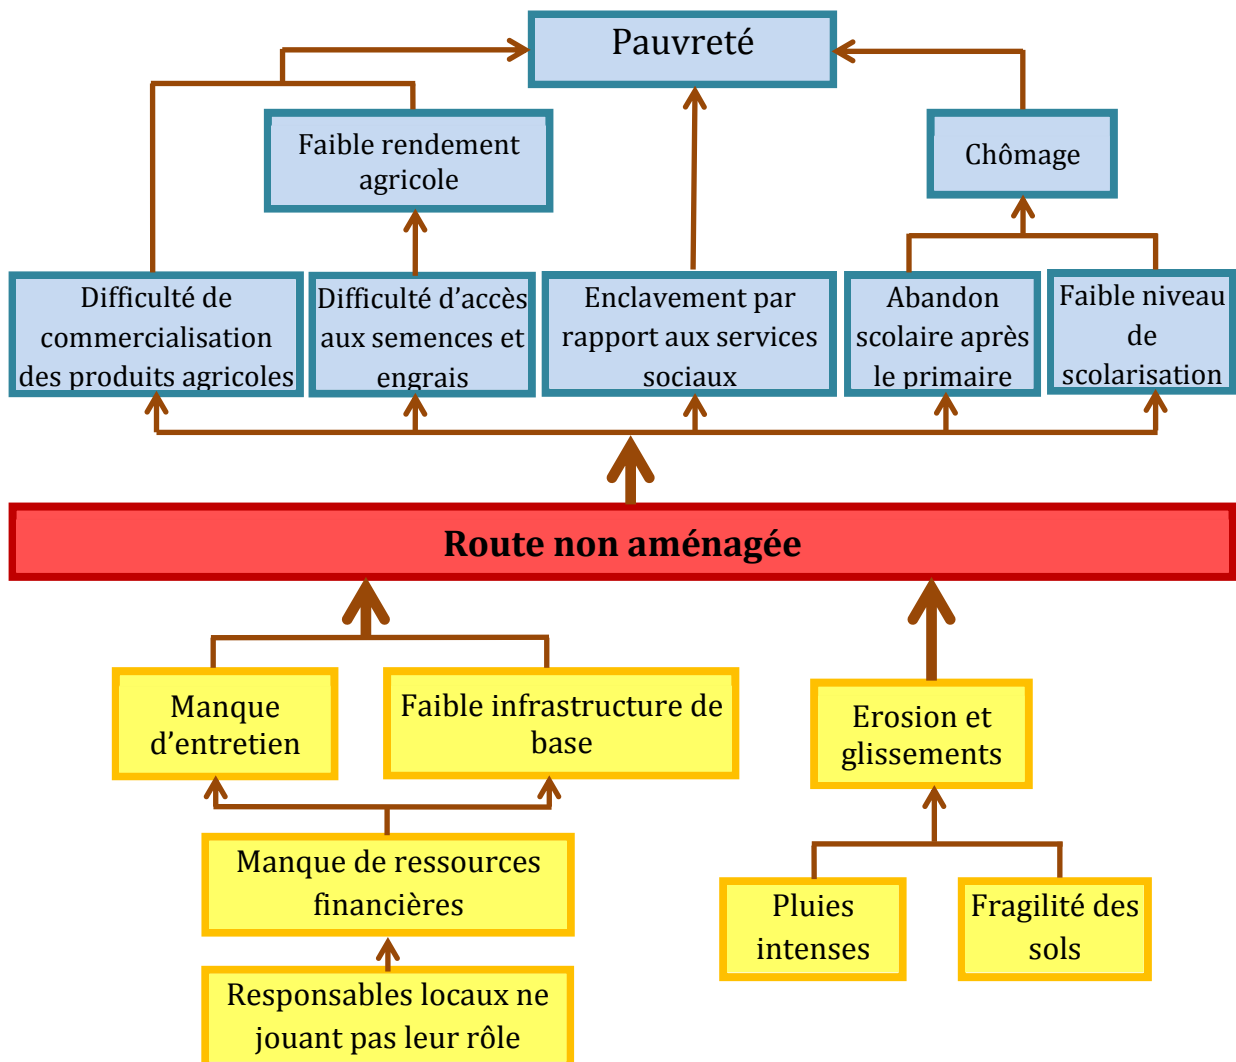 Pauvreté
Faible rendement
agricole
Chômage
Difficulté de
commercialisation
des produits agricoles
Difficulté d’accès
aux semences et
engrais
Enclavement par
rapport aux services
sociaux
Abandon
scolaire après
le primaire
Faible niveau
de
scolarisation
Route non aménagée
Manque
d’entretien
Faible infrastructure de
base
Erosion et
glissements
Manque de ressources
financières
Pluies
intenses
Fragilité des
sols
Responsables locaux ne
jouant pas leur rôle